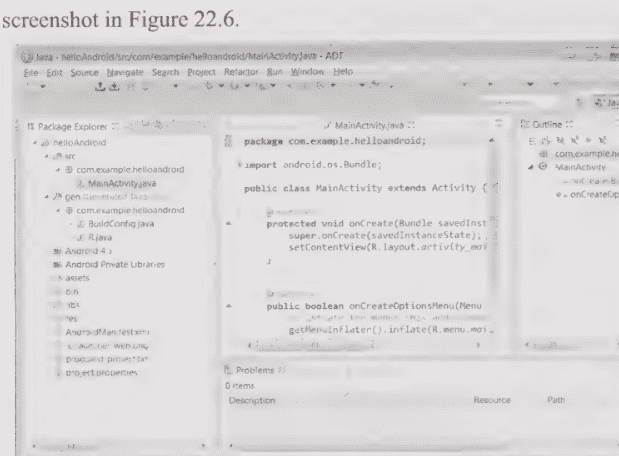 screenshot in Figure 22.6.
Java - helloAndroid/src/com/example/helloandroid/MainActivity.java - ADT
File Edit Source Navigate Search Project Refactor Run Window Help
Package Explorer
helloAndroid
src
com.example.helloandroid
MainActivity.java
gen
com.example.helloandroid
BuildConfig.java
R.java
Android 4.
Android Private Libraries
assets
bin
libs
res
AndroidManifest.xml
project.properties
MainActivity.java
package com.example.helloandroid;
import android.os.Bundle;
public class MainActivity extends Activity {
protected void onCreate(Bundle savedInst
super.onCreate(savedInstanceState);
setContentView(R.layout.activity_mai
}
public boolean onCreateOptionsMenu(Menu
getMenuInflater().inflate(R.menu.mai
Outline
com.example.he
MainActivity
onCreateOp
Problems
0 items
Description Resource Path